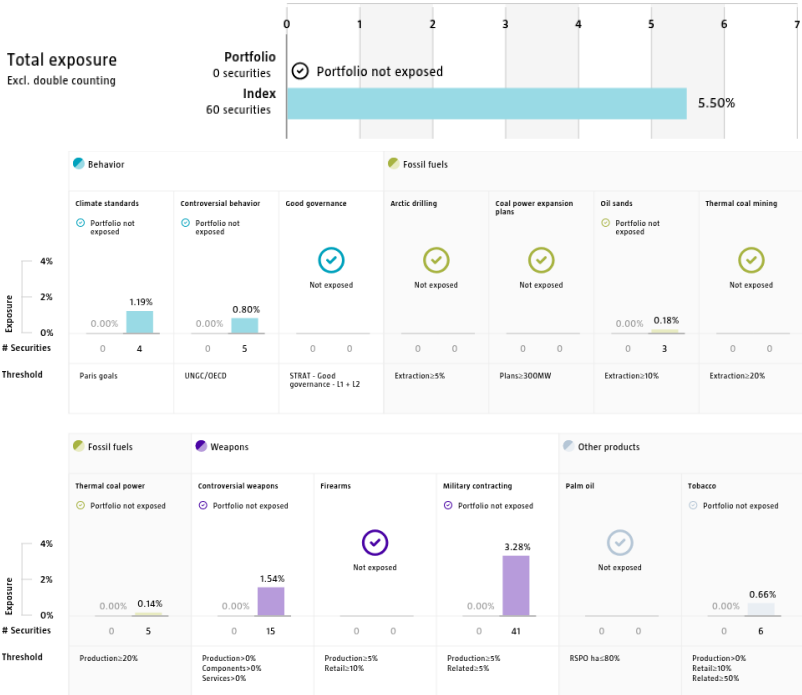 0 1 2 3 4 5 6 7
Total exposure
Excl. double counting
Portfolio
0 securities
Portfolio not exposed
Index
60 securities
5.50%
Behavior
Fossil fuels
Climate standards
Controversial behavior
Good governance
Arctic drilling
Coal power expansion
plans
Oil sands
Thermal coal mining
Portfolio not
exposed
Portfolio not
exposed
Portfolio not
exposed
Not exposed
Not exposed
Not exposed
Not exposed
Exposure
4%
2%
0%
0.00% 1.19%
0.00% 0.80%
0.00% 0.18%
# Securities 0 4 0 5 0 0 0 0 0 0 0 3 0 0
Threshold
Paris goals
UNGC/OECD
STRAT - Good
governance - L1 + L2
Extraction≥5%
Plans≥300MW
Extraction≥10%
Extraction≥20%
Fossil fuels
Weapons
Other products
Thermal coal power
Controversial weapons
Firearms
Military contracting
Palm oil
Tobacco
Portfolio not exposed
Portfolio not exposed
Portfolio not exposed
Portfolio not exposed
Not exposed
Not exposed
Exposure
4%
2%
0%
0.00% 0.14%
0.00% 1.54%
0.00% 3.28%
0.00% 0.66%
# Securities 0 5 0 15 0 0 0 41 0 0 0 6
Threshold
Production≥20%
Production>0%
Components>0%
Services>0%
Production≥5%
Retail≥10%
Production≥5%
Related≥5%
RSPO ha≤80%
Production>0%
Retail≥10%
Related≥50%